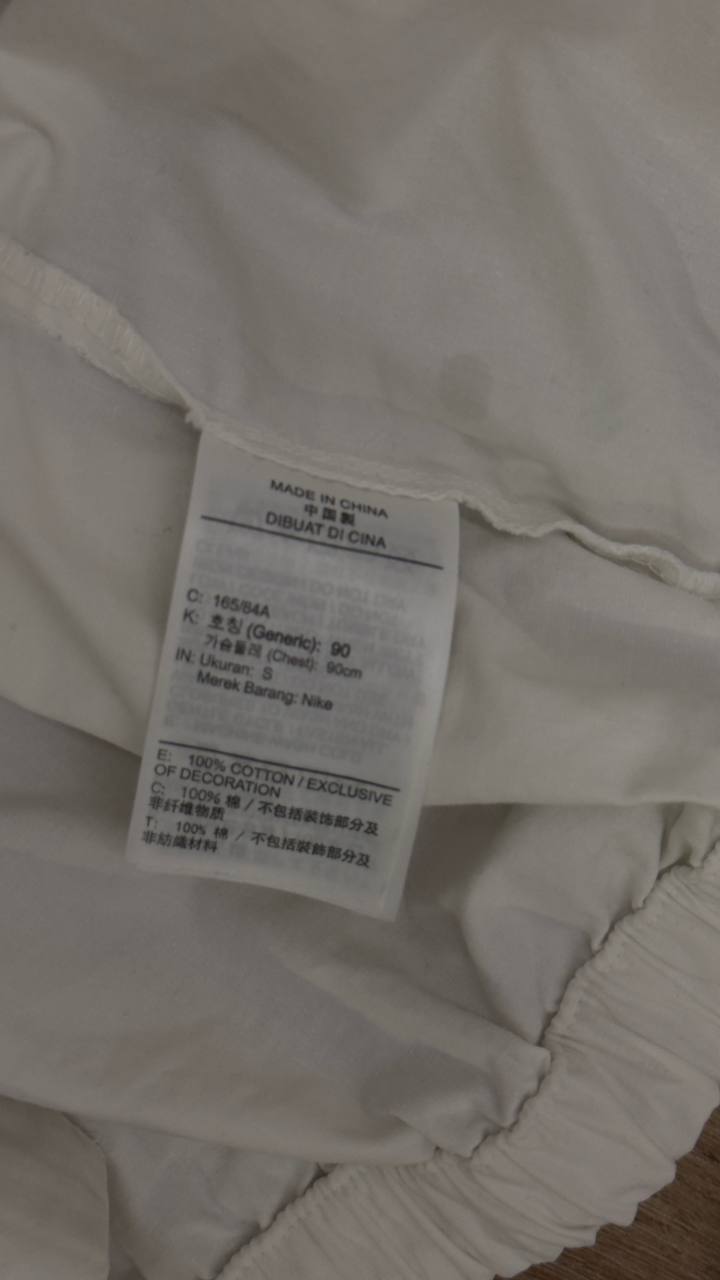 MADE IN CHINA
中国製
DIBUAT DI CINA
C: 165/84A
K: 호칭 (Generic): 90
가슴둘레 (Chest): 90cm
IN: Ukuran: S
Merek Barang: Nike
E: 100% COTTON / EXCLUSIVE
OF DECORATION
C: 100% 棉 / 不包括装饰部分及
非纤维物质
T: 100% 棉 / 不包括裝飾部分及
非紡織材料